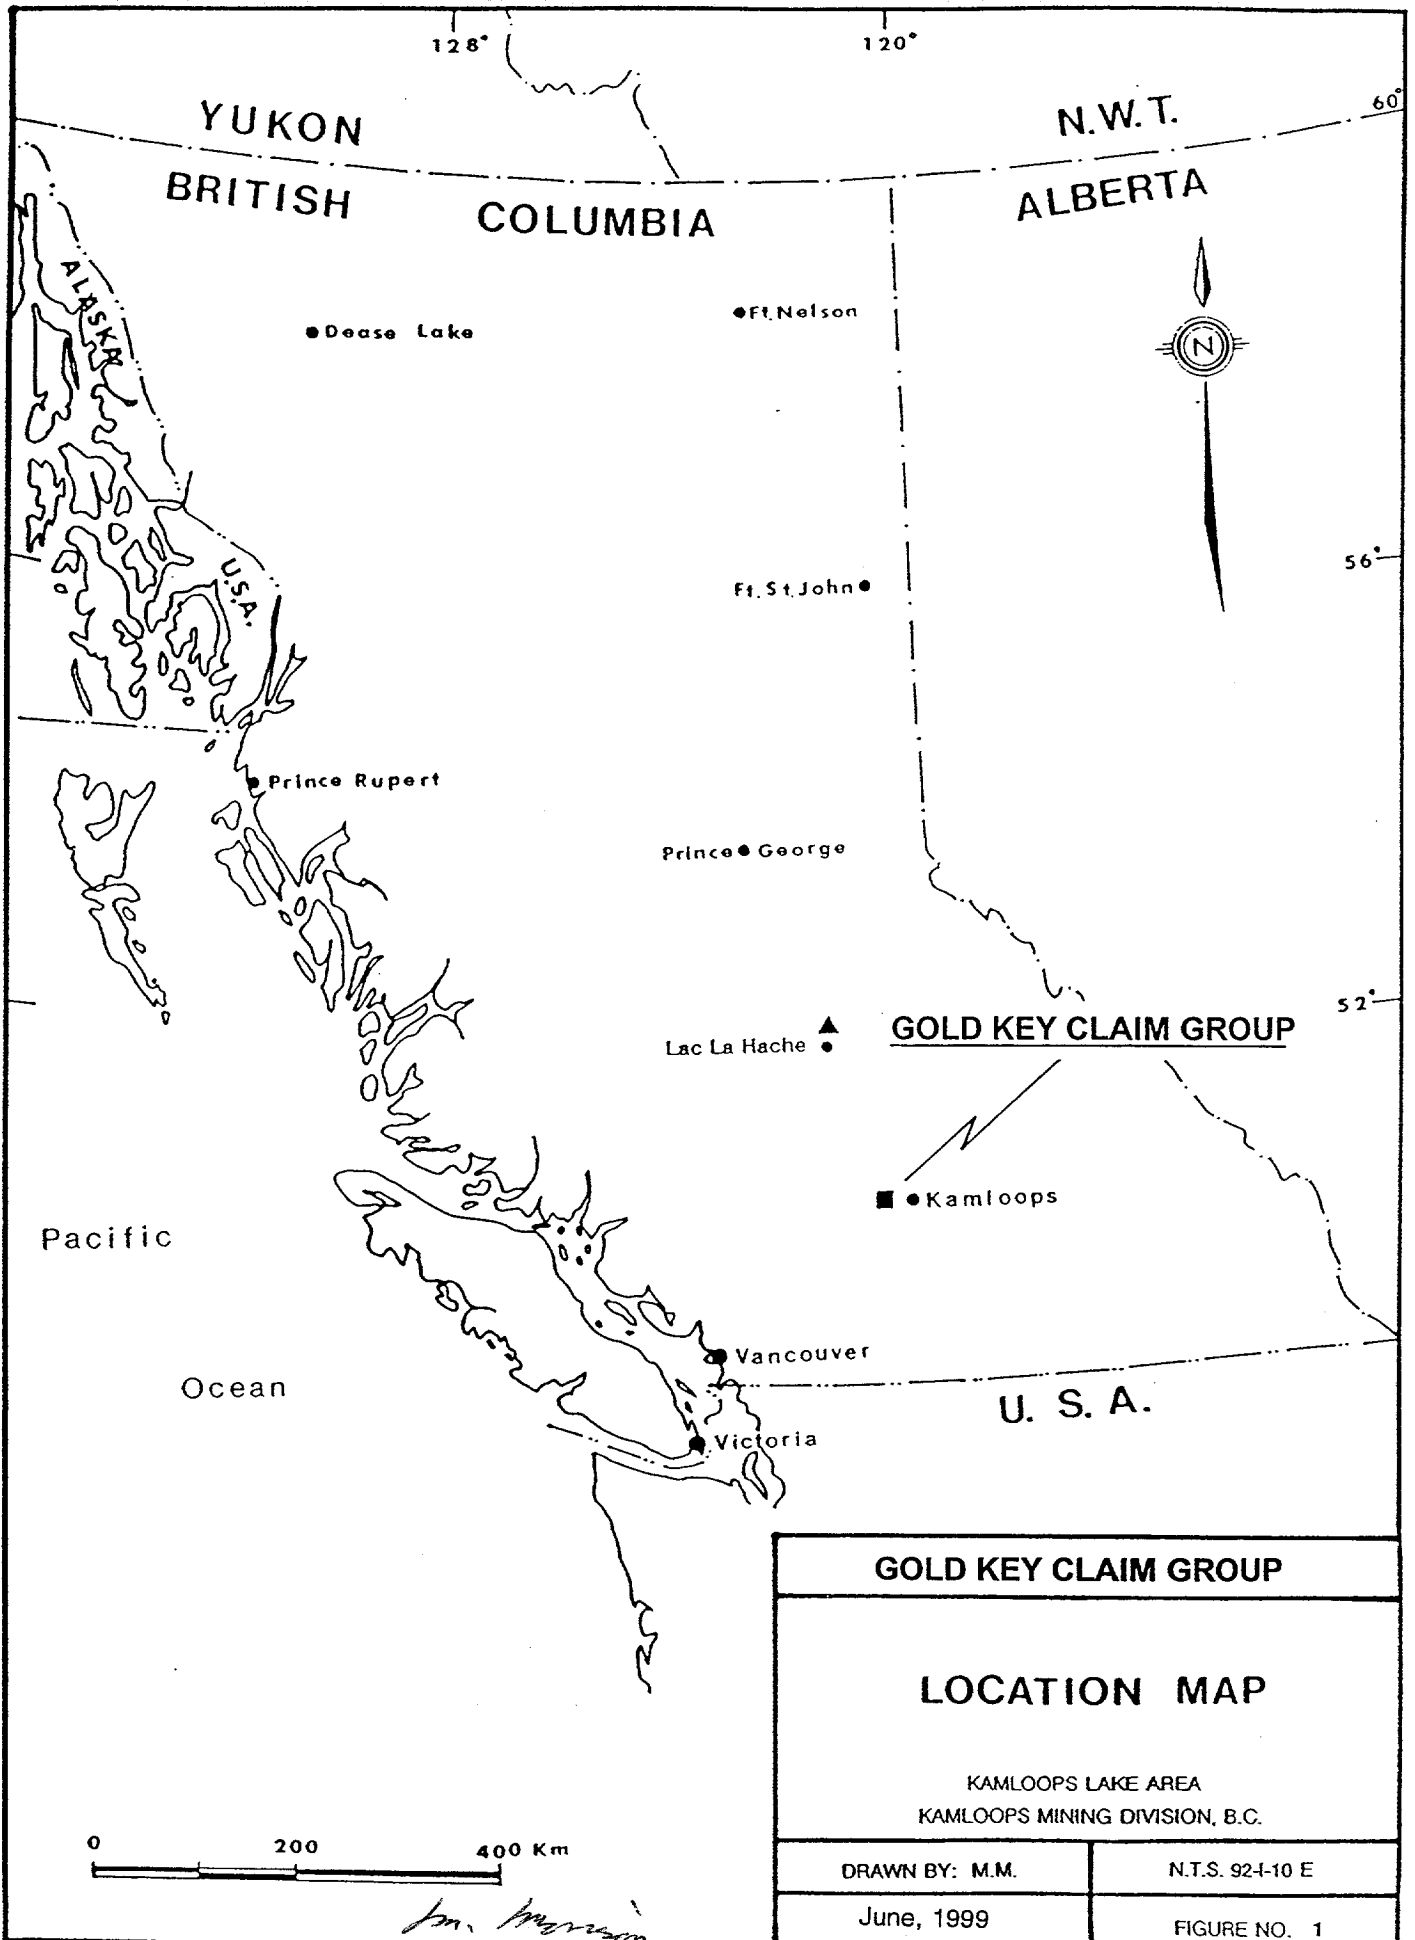 128° 120°
60°
YUKON N.W.T.
BRITISH COLUMBIA ALBERTA
ALASKA
Ft. Nelson
Dease Lake
N
56°
U.S.A.
Ft. St. John
Prince Rupert
Prince George
52°
GOLD KEY CLAIM GROUP
Lac La Hache
Kamloops
Pacific
Vancouver
Ocean
U. S. A.
Victoria
GOLD KEY CLAIM GROUP
LOCATION MAP
KAMLOOPS LAKE AREA
KAMLOOPS MINING DIVISION, B.C.
0 200 400 Km
DRAWN BY: M.M. N.T.S. 92-I-10 E
June, 1999 FIGURE NO. 1